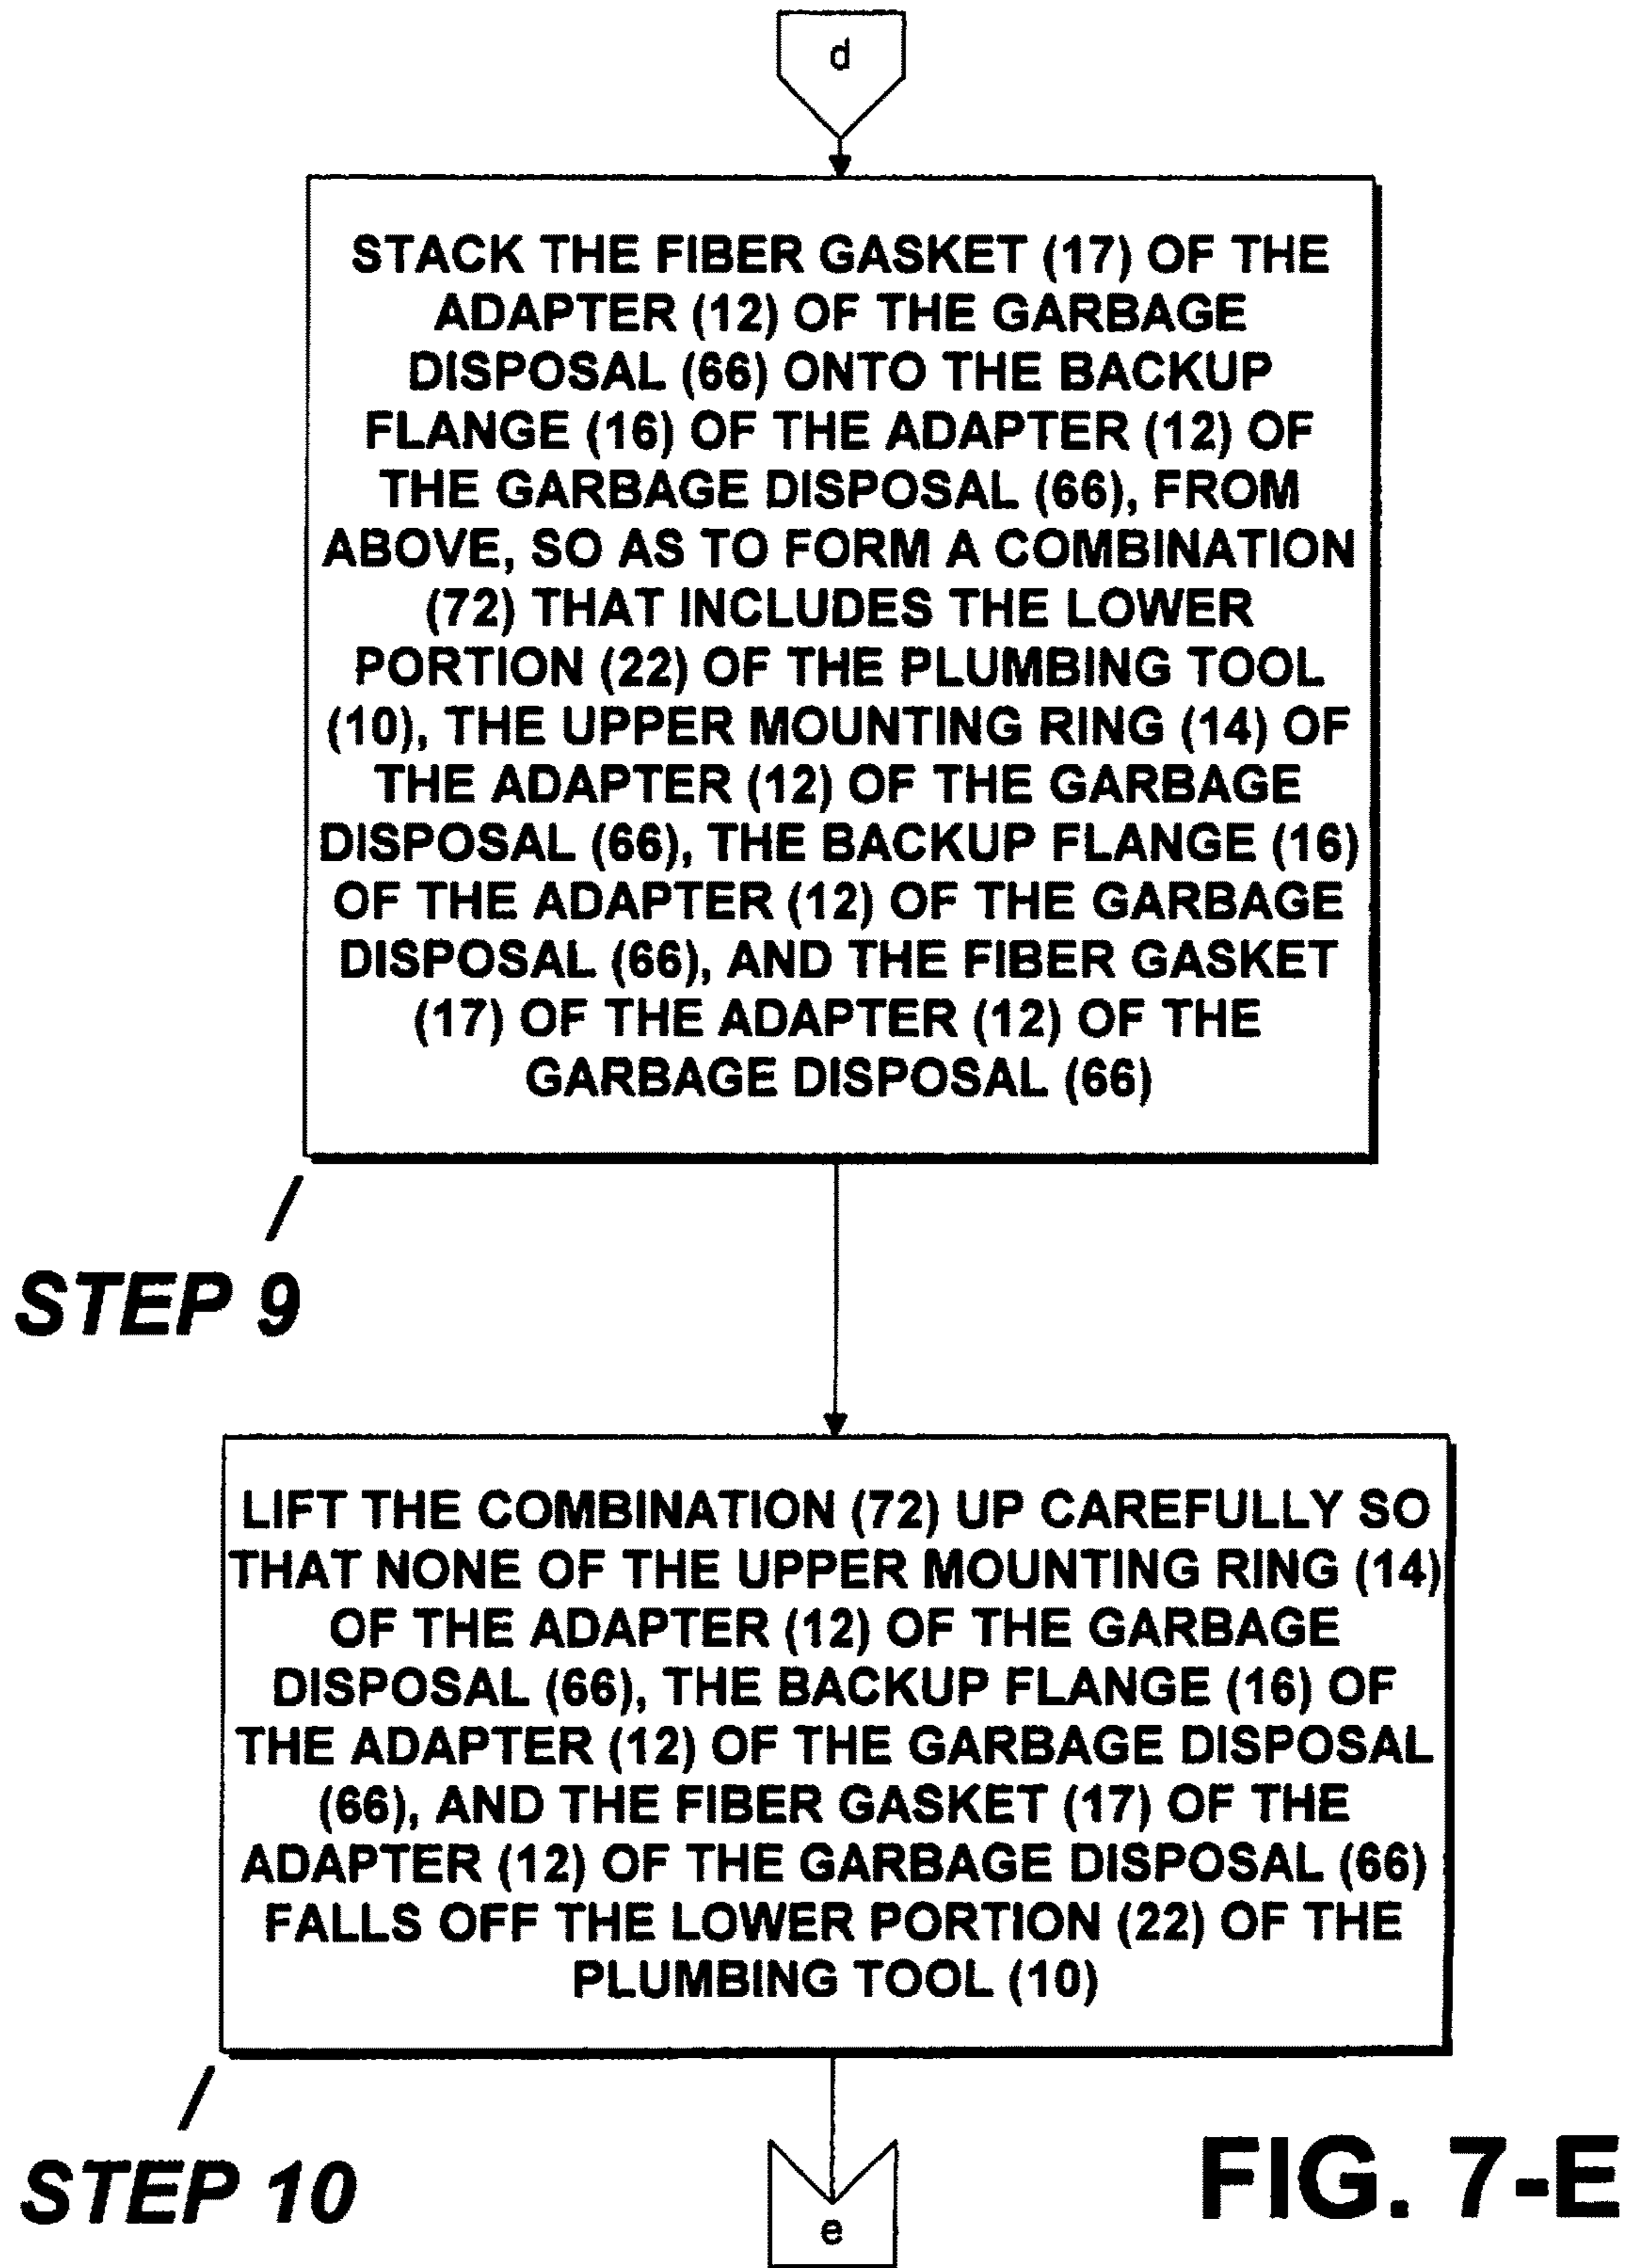 d
STACK THE FIBER GASKET (17) OF THE
ADAPTER (12) OF THE GARBAGE
DISPOSAL (66) ONTO THE BACKUP
FLANGE (16) OF THE ADAPTER (12) OF
THE GARBAGE DISPOSAL (66), FROM
ABOVE, SO AS TO FORM A COMBINATION
(72) THAT INCLUDES THE LOWER
PORTION (22) OF THE PLUMBING TOOL
(10), THE UPPER MOUNTING RING (14) OF
THE ADAPTER (12) OF THE GARBAGE
DISPOSAL (66), THE BACKUP FLANGE (16)
OF THE ADAPTER (12) OF THE GARBAGE
DISPOSAL (66), AND THE FIBER GASKET
(17) OF THE ADAPTER (12) OF THE
GARBAGE DISPOSAL (66)
STEP 9
LIFT THE COMBINATION (72) UP CAREFULLY SO
THAT NONE OF THE UPPER MOUNTING RING (14)
OF THE ADAPTER (12) OF THE GARBAGE
DISPOSAL (66), THE BACKUP FLANGE (16) OF
THE ADAPTER (12) OF THE GARBAGE DISPOSAL
(66), AND THE FIBER GASKET (17) OF THE
ADAPTER (12) OF THE GARBAGE DISPOSAL (66)
FALLS OFF THE LOWER PORTION (22) OF THE
PLUMBING TOOL (10)
STEP 10
e
FIG. 7-E